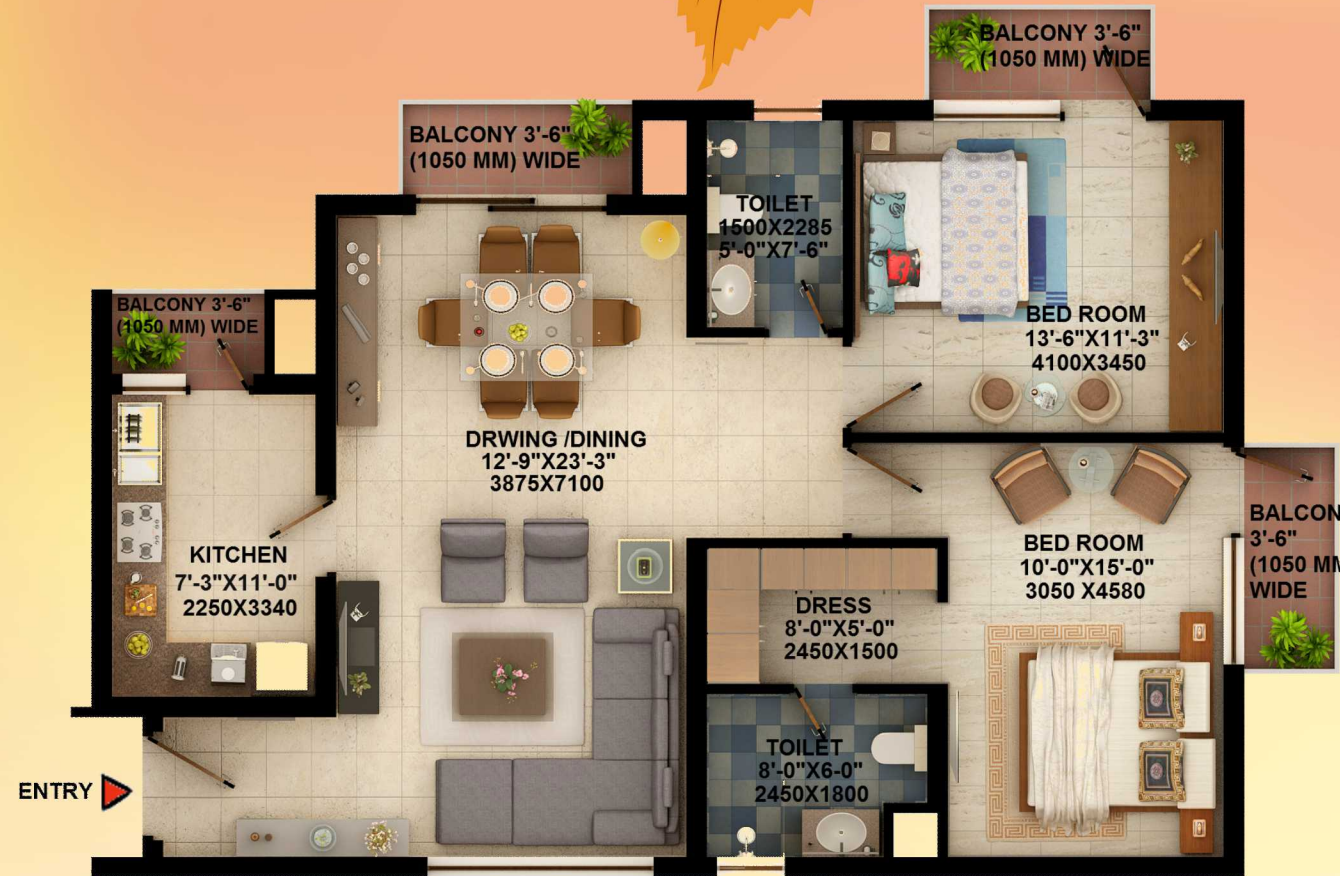 BALCONY 3'-6"
(1050 MM) WIDE
BALCONY 3'-6"
(1050 MM) WIDE
TOILET
1500X2285
5'-0"X7'-6"
BALCONY 3'-6"
(1050 MM) WIDE
BED ROOM
13'-6"X11'-3"
4100X3450
DRWING /DINING
12'-9"X23'-3"
3875X7100
BALCON
3'-6"
(1050 MM
WIDE
KITCHEN
7'-3"X11'-0"
2250X3340
BED ROOM
10'-0"X15'-0"
3050 X4580
DRESS
8'-0"X5'-0"
2450X1500
TOILET
8'-0"X6-0"
2450X1800
ENTRY